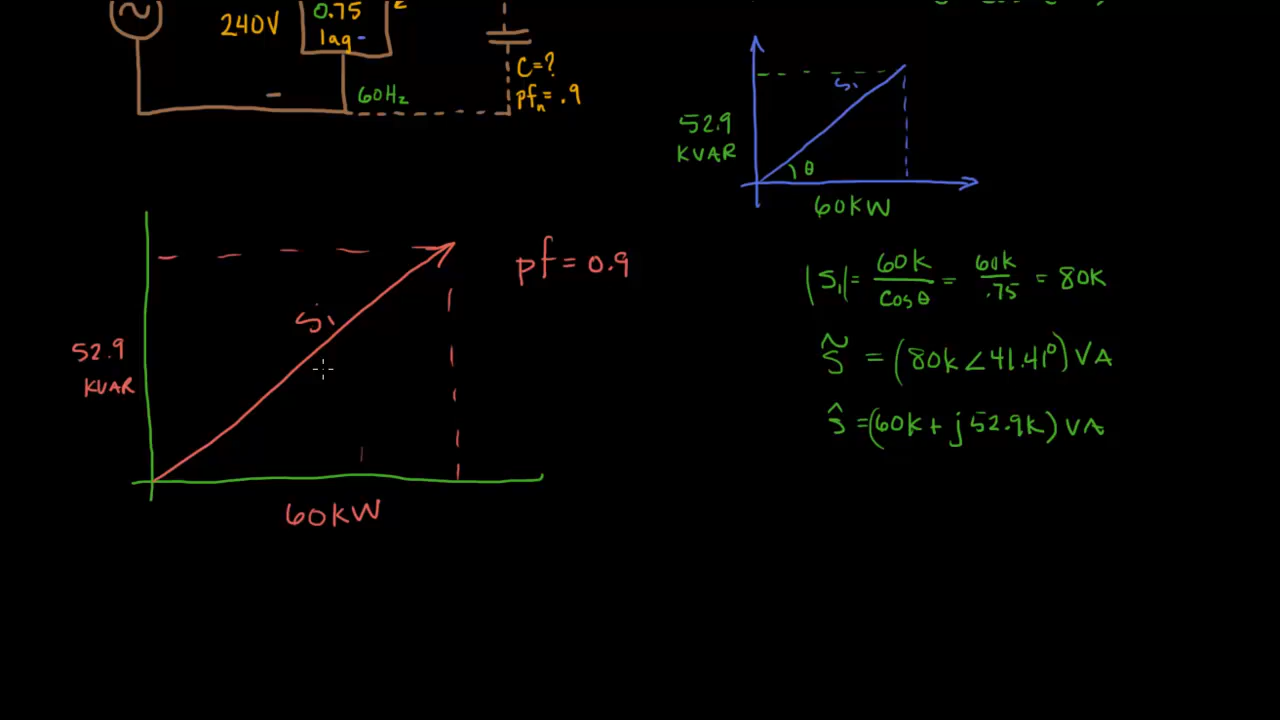 0.75
lag -
240V
60Hz
C=?
pfₙ= .9
S₁
θ
52.9
KVAR
60KW
pf= 0.9
S₁
52.9
KVAR
60KW
|S₁|= 60K/Cosθ = 60K/.75 = 80K
S̃ = (80K∠41.41°) VA
Ŝ =(60K+ j52.9K) VA